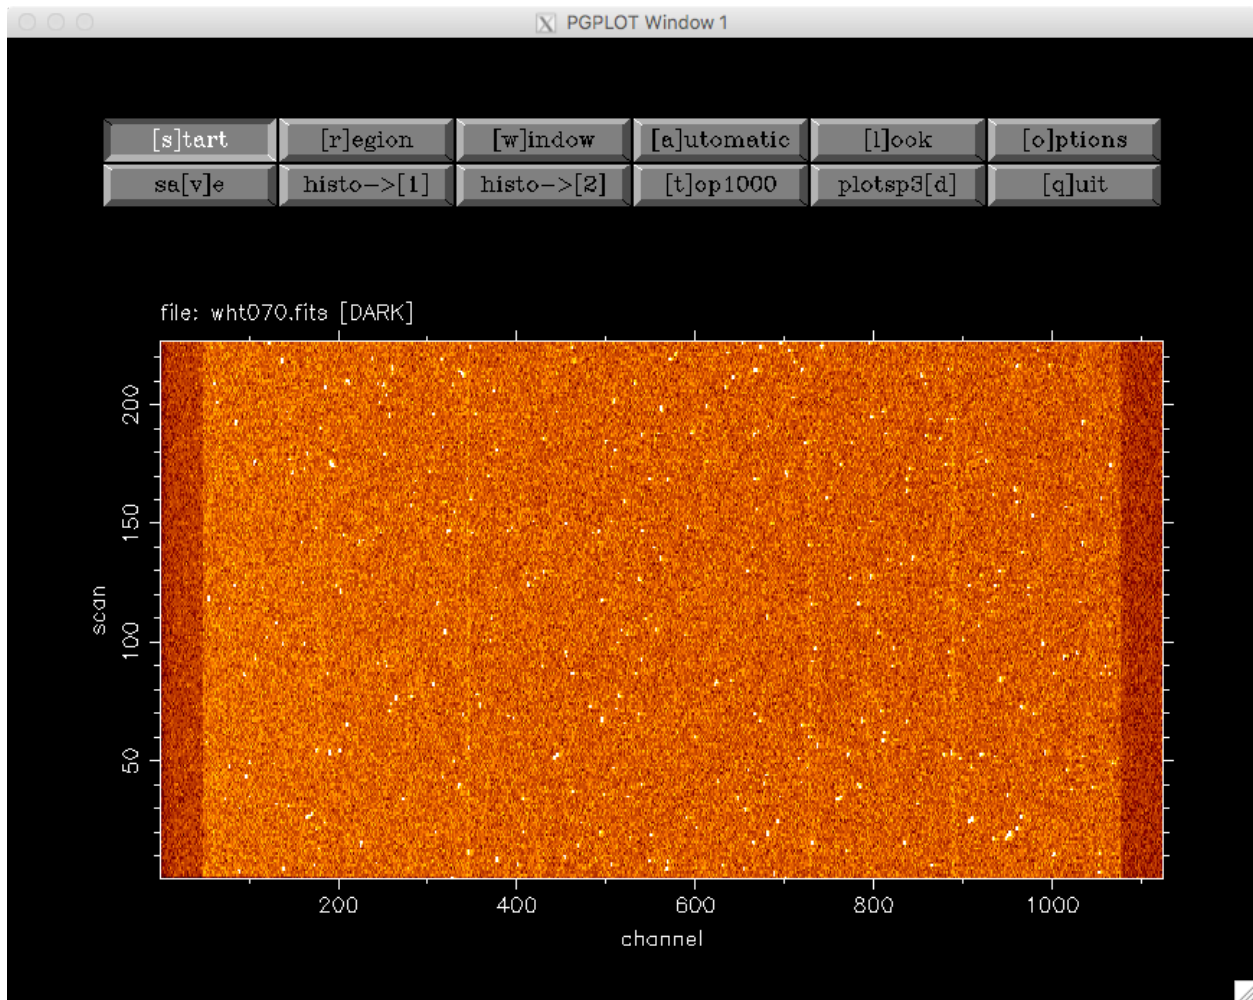 PGPLOT Window 1
[s]tart [r]egion [w]indow [a]utomatic [l]ook [o]ptions
sa[v]e histo->[1] histo->[2] [t]op1000 plotsp3[d] [q]uit
file: wht070.fits [DARK]
200
150
100
50
scan
200 400 600 800 1000
channel